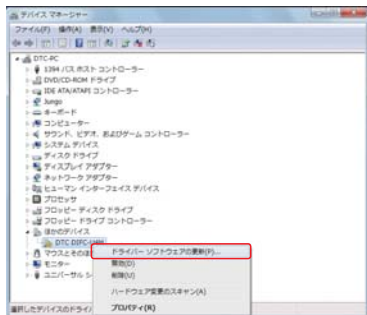 デバイス マネージャー
ファイル(F) 操作(A) 表示(V) ヘルプ(H)
DTC-PC
1394 バス ホスト コントローラー
DVD/CD-ROM ドライブ
IDE ATA/ATAPI コントローラー
Jungo
キーボード
コンピューター
サウンド、ビデオ、およびゲーム コントローラー
システム デバイス
ディスク ドライブ
ディスプレイ アダプター
ネットワーク アダプター
ヒューマン インターフェイス デバイス
プロセッサ
フロッピー ディスク ドライブ
フロッピー ドライブ コントローラー
ほかのデバイス
DTC DIFC
ドライバー ソフトウェアの更新(P)...
マウスとそのほ
無効(D)
モニター
削除(U)
ユニバーサル シ
ハードウェア変更のスキャン(A)
プロパティ(R)
選択したデバイスのドライバ